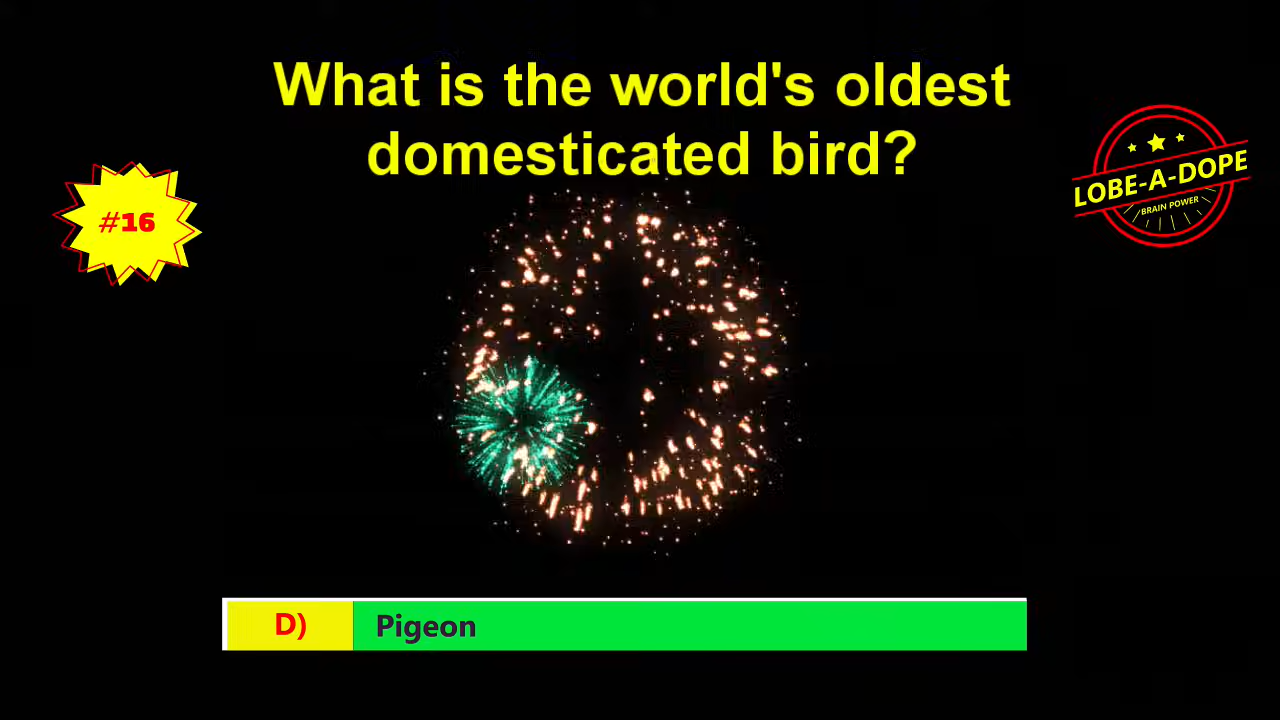 What is the world's oldest
domesticated bird?
#16
LOBE-A-DOPE
BRAIN POWER
D) Pigeon